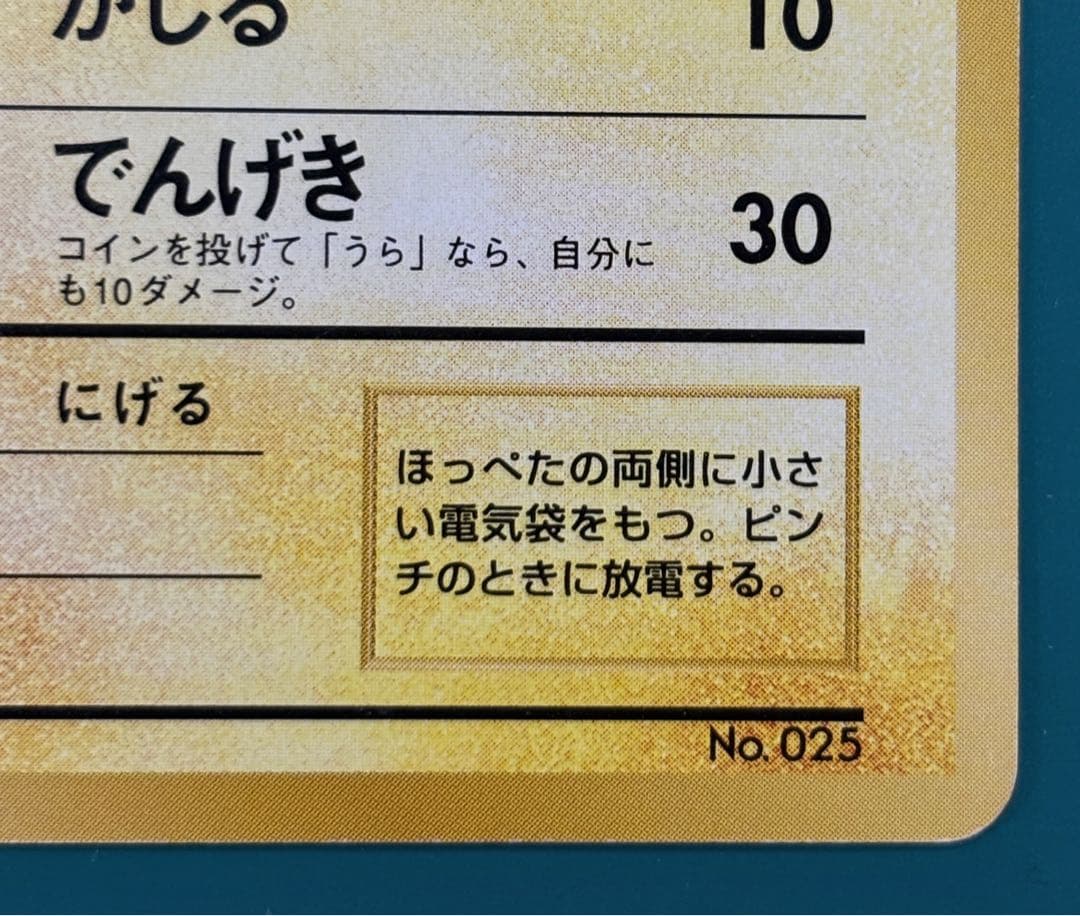 かじる 10
でんげき 30
コインを投げて「うら」なら、自分に
も10ダメージ。
にげる
ほっぺたの両側に小さ
い電気袋をもつ。ピン
チのときに放電する。
No. 025